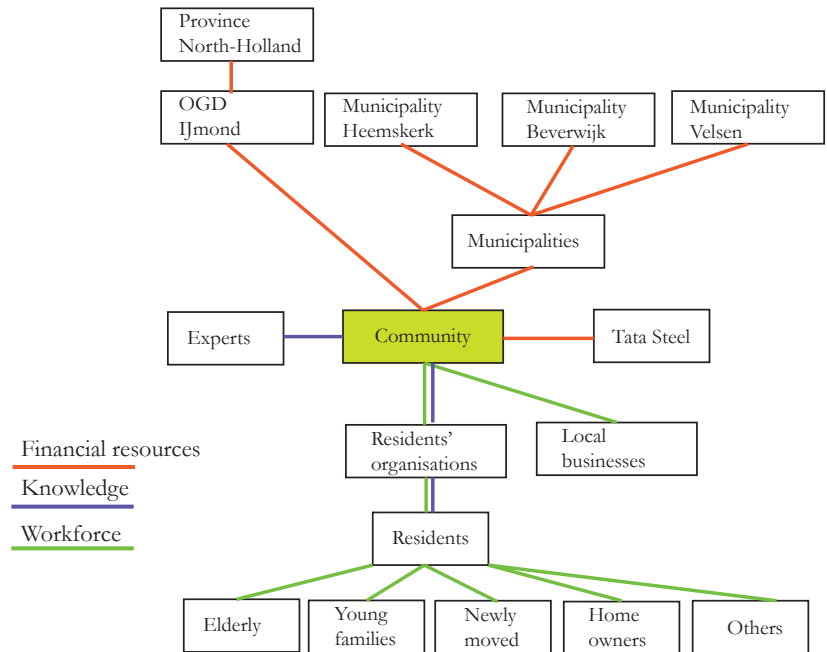 Province
North-Holland
OGD
IJmond
Municipality
Heemskerk
Municipality
Beverwijk
Municipality
Velsen
Municipalities
Experts
Community
Tata Steel
Residents’
organisations
Local
businesses
Financial resources
Knowledge
Workforce
Residents
Elderly
Young
families
Newly
moved
Home
owners
Others